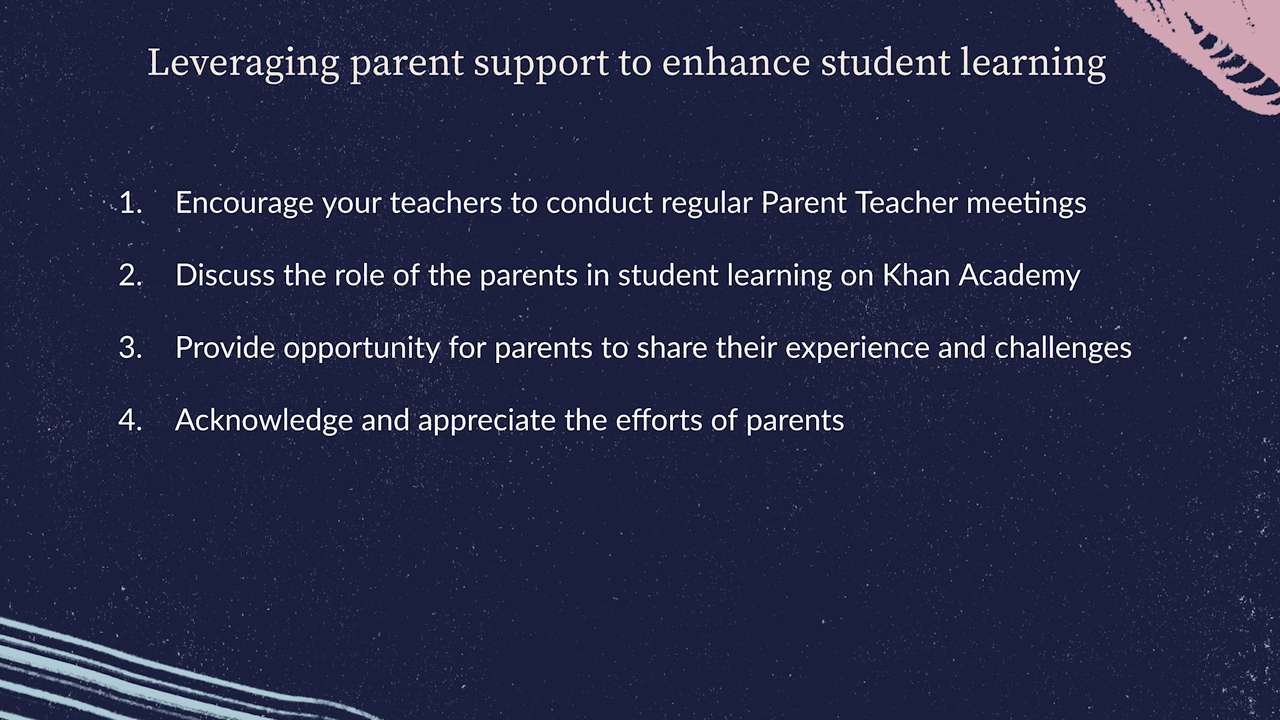 Leveraging parent support to enhance student learning
1. Encourage your teachers to conduct regular Parent Teacher meetings
2. Discuss the role of the parents in student learning on Khan Academy
3. Provide opportunity for parents to share their experience and challenges
4. Acknowledge and appreciate the efforts of parents